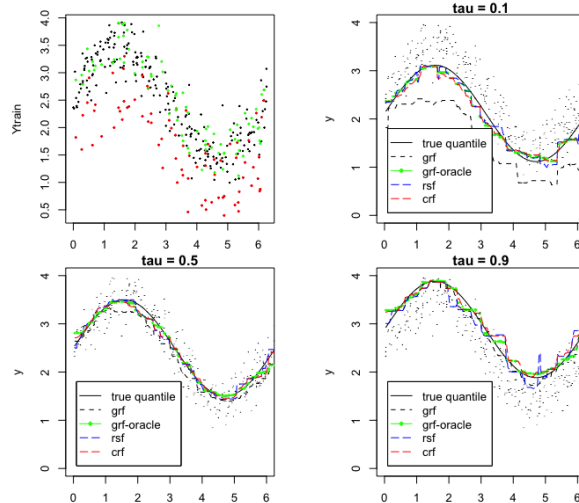 Ytrain
0.5 1.0 1.5 2.0 2.5 3.0 3.5 4.0
0 1 2 3 4 5 6
tau = 0.1
y
0 1 2 3 4
0 1 2 3 4 5 6
true quantile
grf
grf-oracle
rsf
crf
tau = 0.5
y
0 1 2 3 4
0 1 2 3 4 5 6
true quantile
grf
grf-oracle
rsf
crf
tau = 0.9
y
0 1 2 3 4
0 1 2 3 4 5 6
true quantile
grf
grf-oracle
rsf
crf